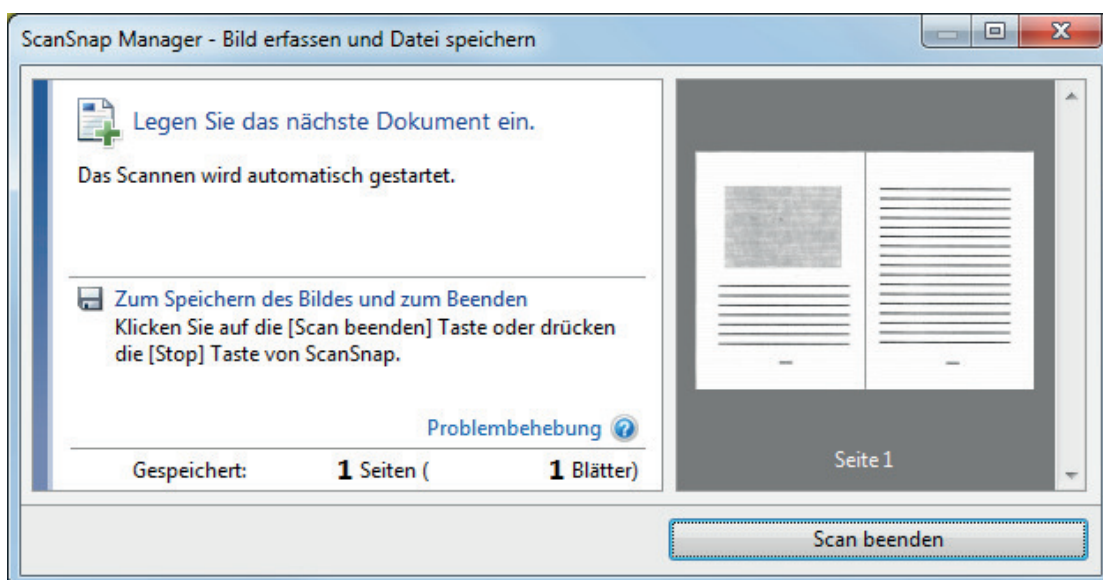 ScanSnap Manager - Bild erfassen und Datei speichern
Legen Sie das nächste Dokument ein.
Das Scannen wird automatisch gestartet.
Zum Speichern des Bildes und zum Beenden
Klicken Sie auf die [Scan beenden] Taste oder drücken
die [Stop] Taste von ScanSnap.
Problembehebung
Gespeichert: 1 Seiten ( 1 Blätter)
Seite 1
Scan beenden